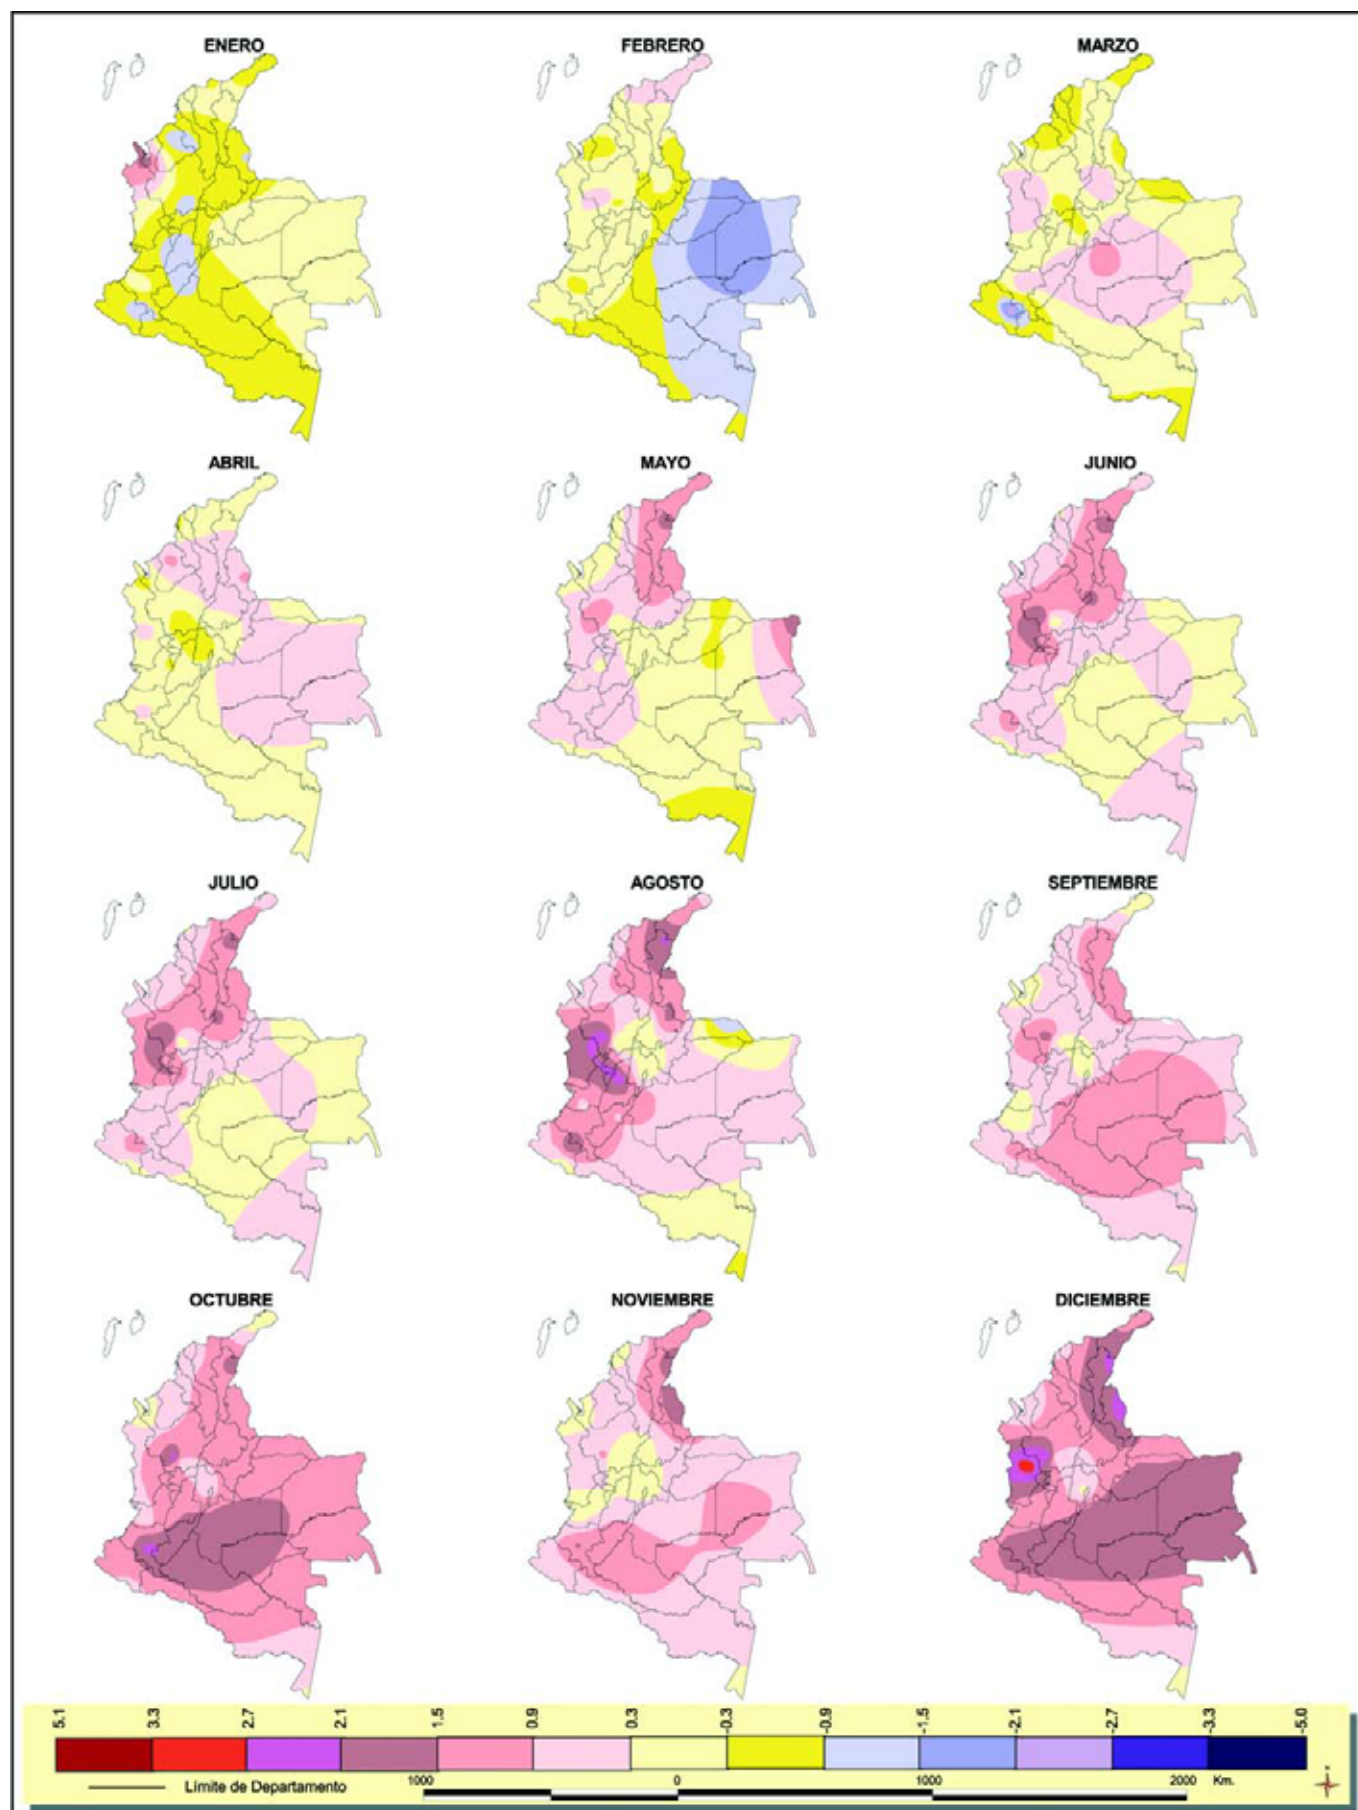 ENERO FEBRERO MARZO
ABRIL MAYO JUNIO
JULIO AGOSTO SEPTIEMBRE
OCTUBRE NOVIEMBRE DICIEMBRE
5.1 3.3 2.7 2.1 1.5 0.9 0.3 -0.3 -0.9 -1.5 -2.1 -2.7 -3.3 -5.0
Límite de Departamento 1000 0 1000 2000 Km.